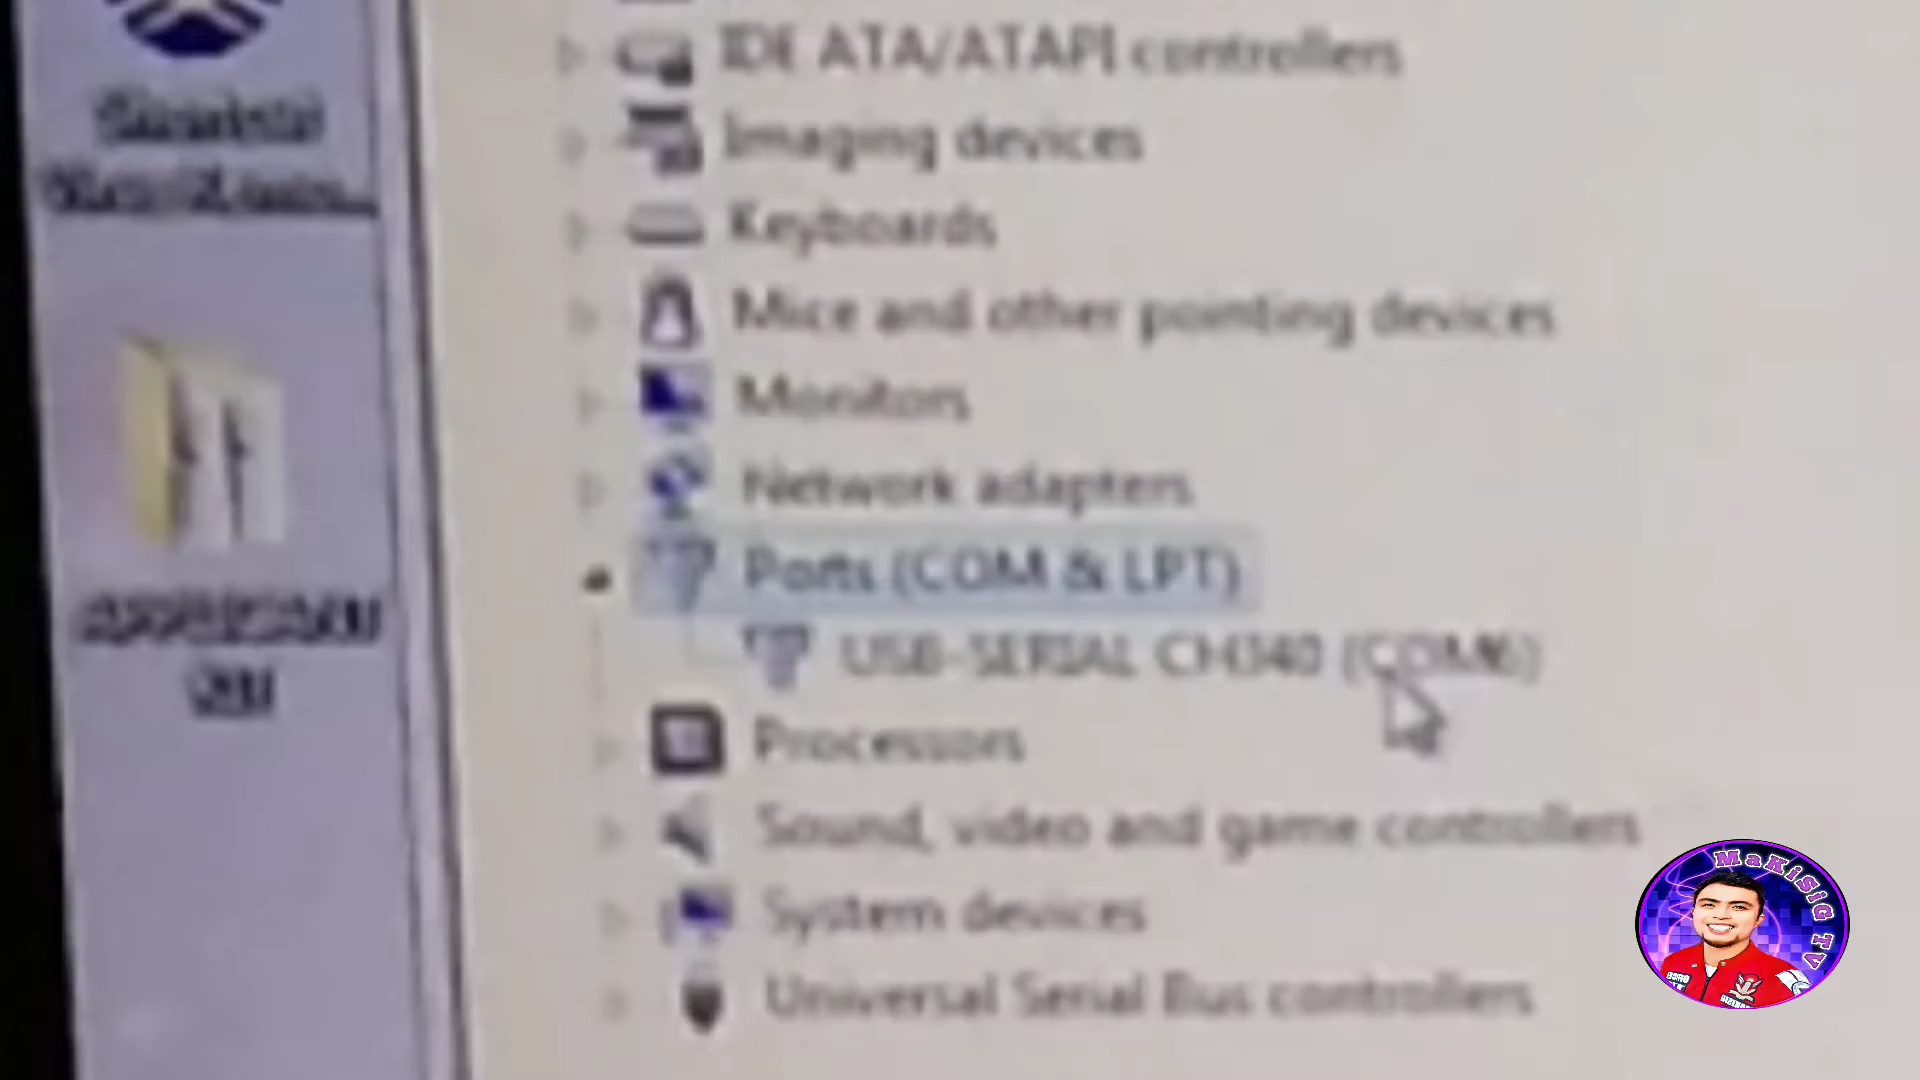 IDE ATA/ATAPI controllers
Imaging devices
Keyboards
Mice and other pointing devices
Monitors
Network adapters
Ports (COM & LPT)
USB-SERIAL CH340 (COM6)
Processors
Sound, video and game controllers
System devices
Universal Serial Bus controllers
MaKiSiG TV